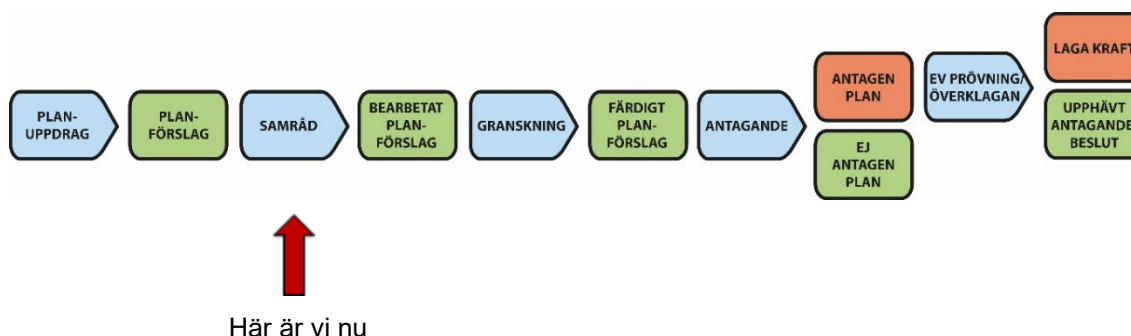 PLAN-
UPPDRAG
PLAN-
FÖRSLAG
SAMRÅD
BEARBETAT
PLAN-
FÖRSLAG
GRANSKNING
FÄRDIGT
PLAN-
FÖRSLAG
ANTAGANDE
ANTAGEN
PLAN
EJ
ANTAGEN
PLAN
EV PRÖVNING/
ÖVERKLAGAN
LAGA KRAFT
UPPHÄVT
ANTAGANDE
BESLUT
Här är vi nu